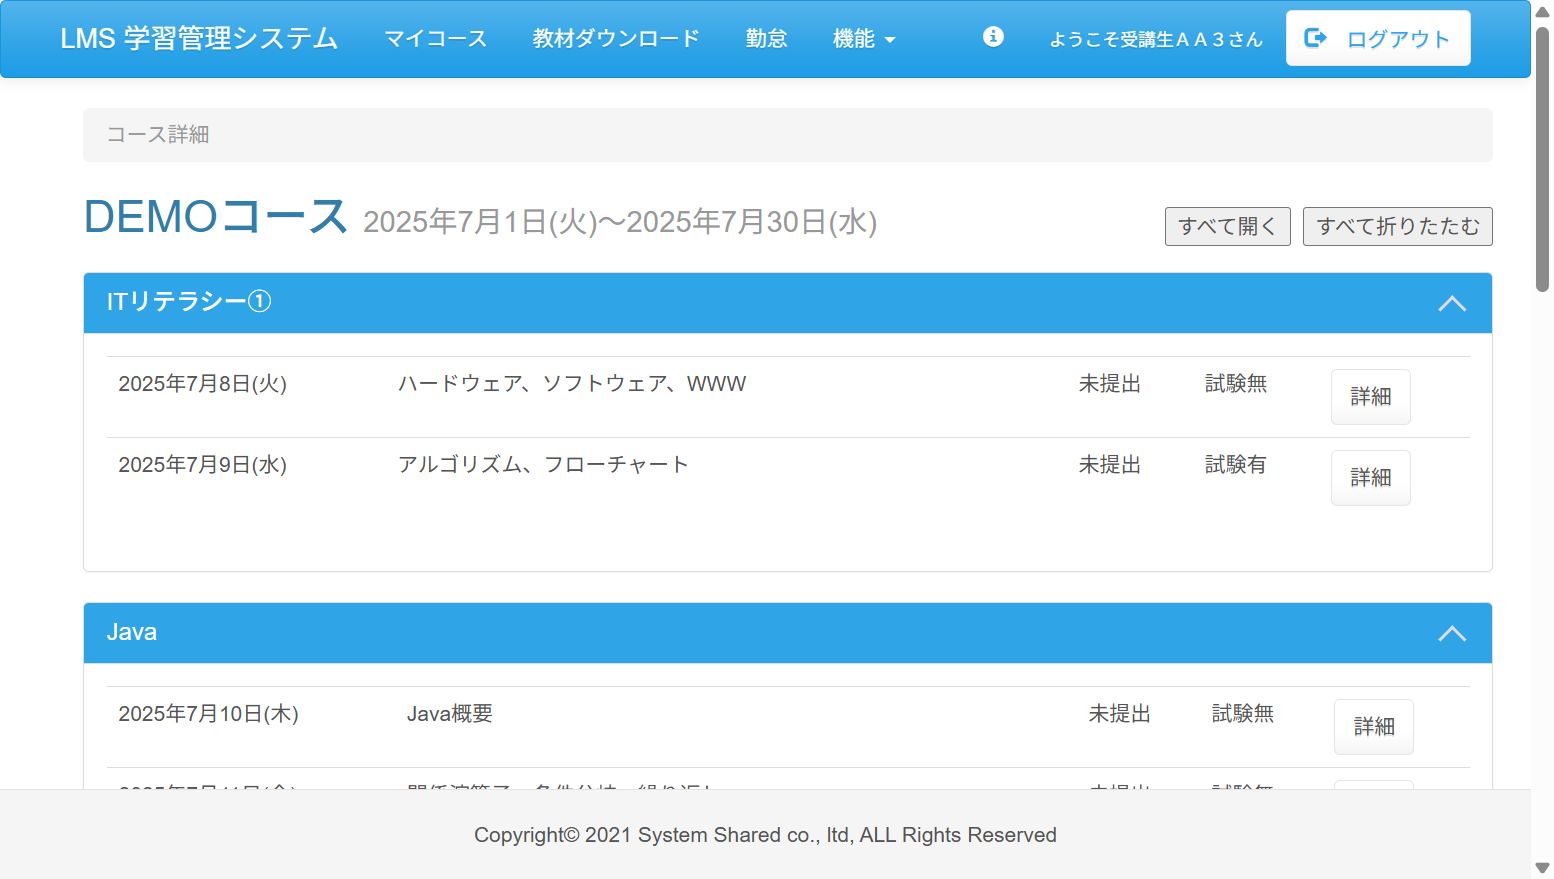 LMS 学習管理システム マイコース 教材ダウンロード 勤怠 機能 ようこそ受講生ＡＡ３さん ログアウト
コース詳細
DEMOコース 2025年7月1日(火)～2025年7月30日(水) すべて開く すべて折りたたむ
ITリテラシー①
2025年7月8日(火) ハードウェア、ソフトウェア、WWW 未提出 試験無 詳細
2025年7月9日(水) アルゴリズム、フローチャート 未提出 試験有 詳細
Java
2025年7月10日(木) Java概要 未提出 試験無 詳細
Copyright© 2021 System Shared co., ltd, ALL Rights Reserved